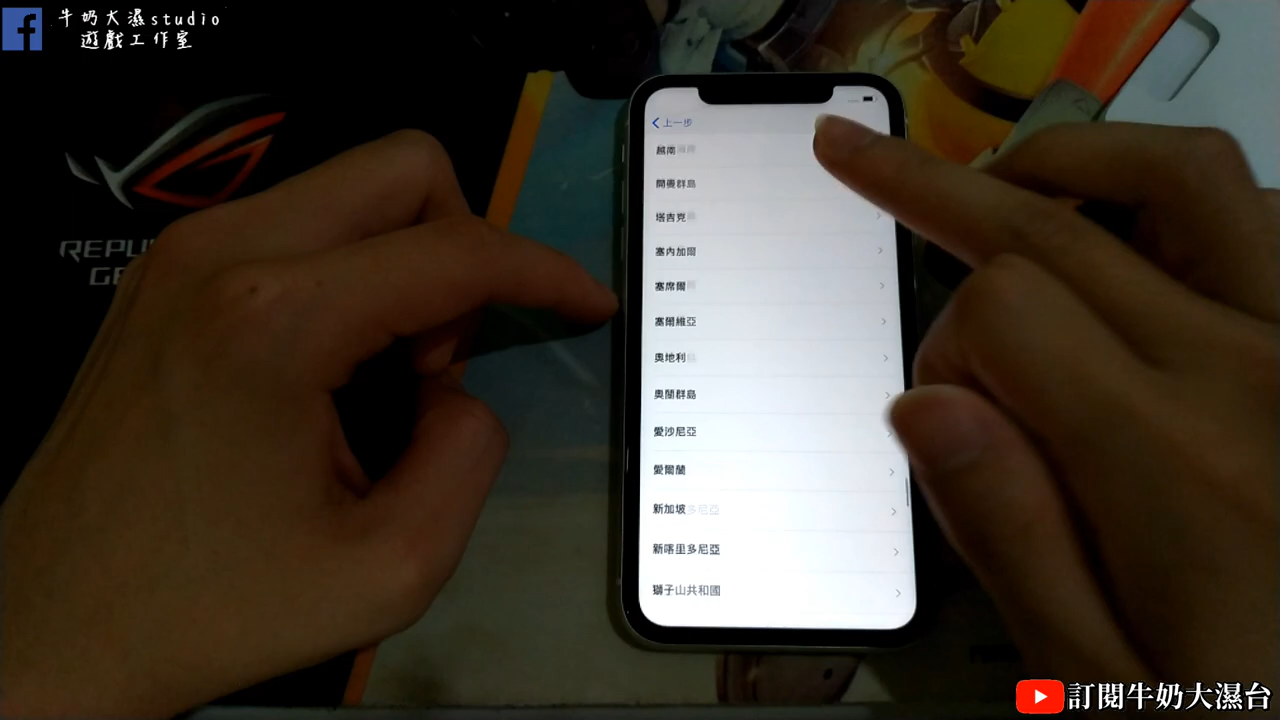 牛奶大濕studio
遊戲工作室
REPU
GE
上一步
越南
開曼群島
塔吉克
塞內加爾
塞席爾
塞爾維亞
奧地利
奧蘭群島
愛沙尼亞
愛爾蘭
新加坡
新喀里多尼亞
獅子山共和國
訂閱牛奶大濕台